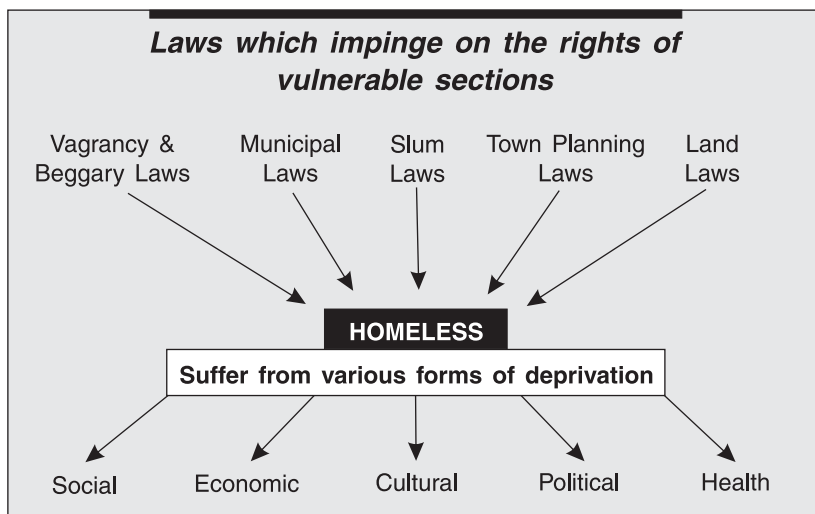 Laws which impinge on the rights of
vulnerable sections
Vagrancy &
Beggary Laws
Municipal
Laws
Slum
Laws
Town Planning
Laws
Land
Laws
HOMELESS
Suffer from various forms of deprivation
Social
Economic
Cultural
Political
Health